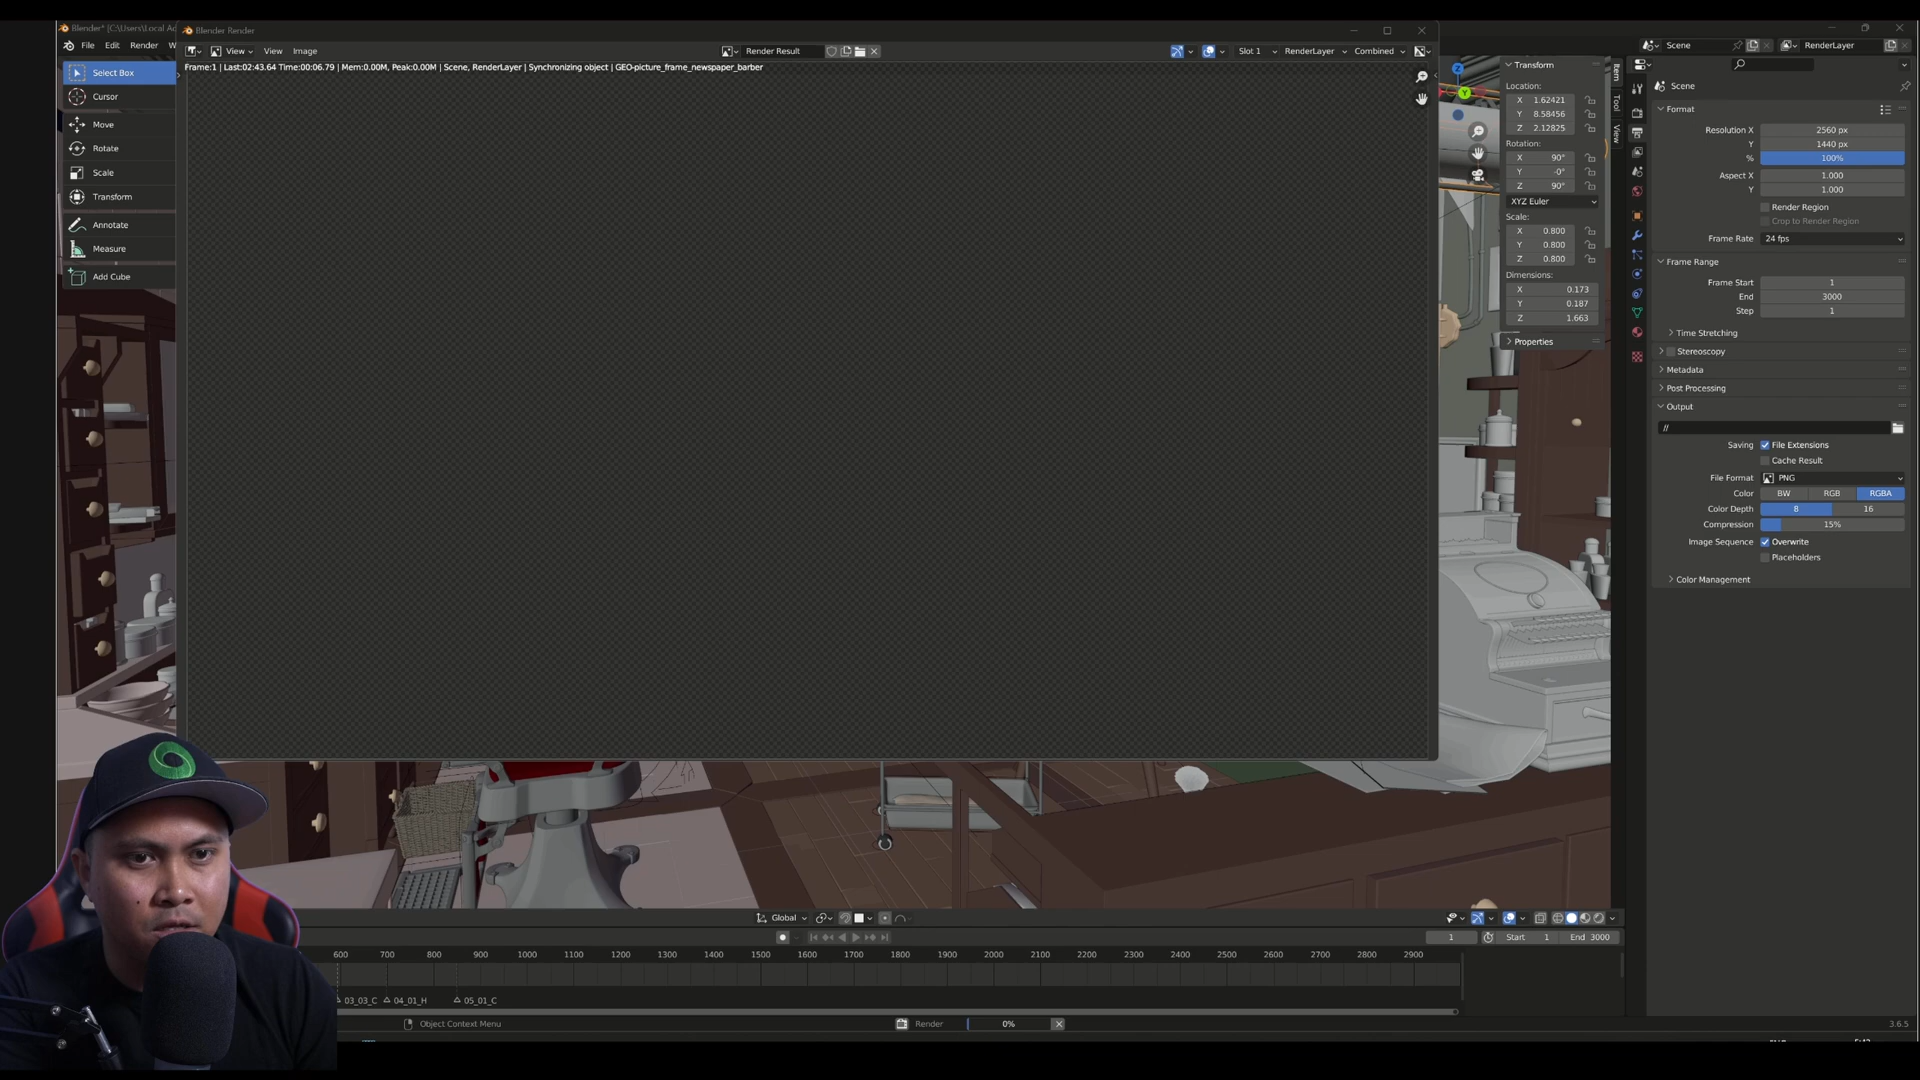 Blender* [C:\Users\Local Ad
Blender Render
File Edit Render W
View View Image
Render Result
Slot 1 RenderLayer Combined
Scene RenderLayer
Frame:1 | Last:02:43.64 Time:00:06.79 | Mem:0.00M, Peak:0.00M | Scene, RenderLayer | Synchronizing object | GEO-picture_frame_newspaper_barber
Select Box
Cursor
Move
Rotate
Scale
Transform
Annotate
Measure
Add Cube
Z
Y
Transform
Location:
X 1.62421
Y 8.58456
Z 2.12825
Rotation:
X 90°
Y -0°
Z 90°
XYZ Euler
Scale:
X 0.800
Y 0.800
Z 0.800
Dimensions:
X 0.173
Y 0.187
Z 1.663
Properties
Item
Tool
View
Scene
Format
Resolution X 2560 px
Y 1440 px
% 100%
Aspect X 1.000
Y 1.000
Render Region
Crop to Render Region
Frame Rate 24 fps
Frame Range
Frame Start 1
End 3000
Step 1
Time Stretching
Stereoscopy
Metadata
Post Processing
Output
//
Saving File Extensions
Cache Result
File Format PNG
Color BW RGB RGBA
Color Depth 8 16
Compression 15%
Image Sequence Overwrite
Placeholders
Color Management
Global
1 Start 1 End 3000
600 700 800 900 1000 1100 1200 1300 1400 1500 1600 1700 1800 1900 2000 2100 2200 2300 2400 2500 2600 2700 2800 2900
03_03_C 04_01_H 05_01_C
Object Context Menu
Render 0%
3.6.5